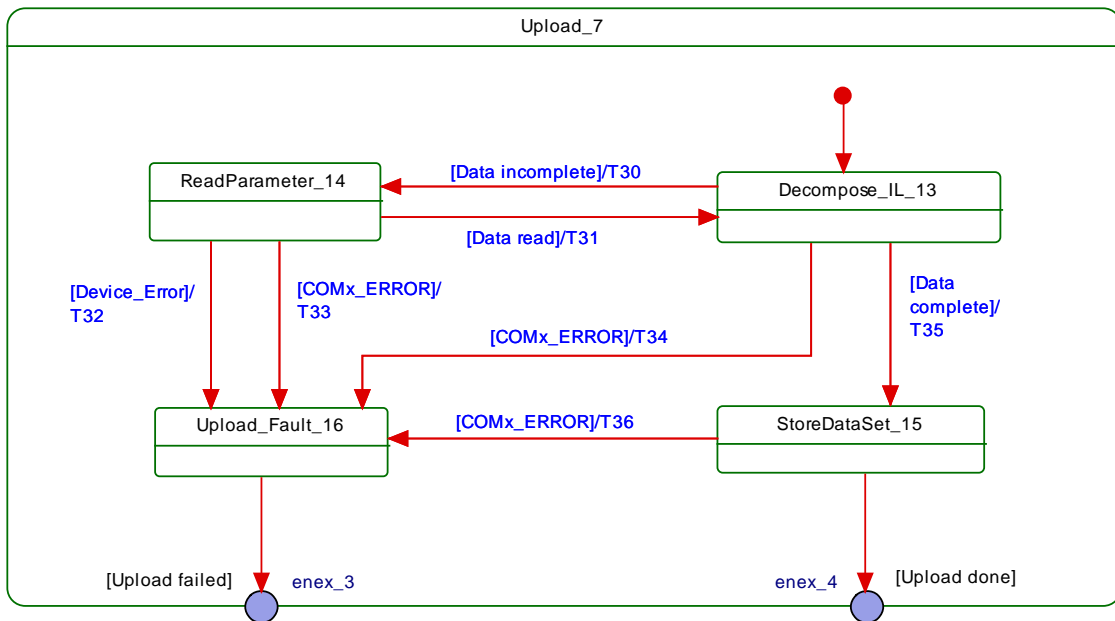 Upload_7
ReadParameter_14
[Data incomplete]/T30
Decompose_IL_13
[Data read]/T31
[Device_Error]/
T32
[COMx_ERROR]/
T33
[Data
complete]/
T35
[COMx_ERROR]/T34
Upload_Fault_16
[COMx_ERROR]/T36
StoreDataSet_15
[Upload failed]
enex_3
enex_4
[Upload done]